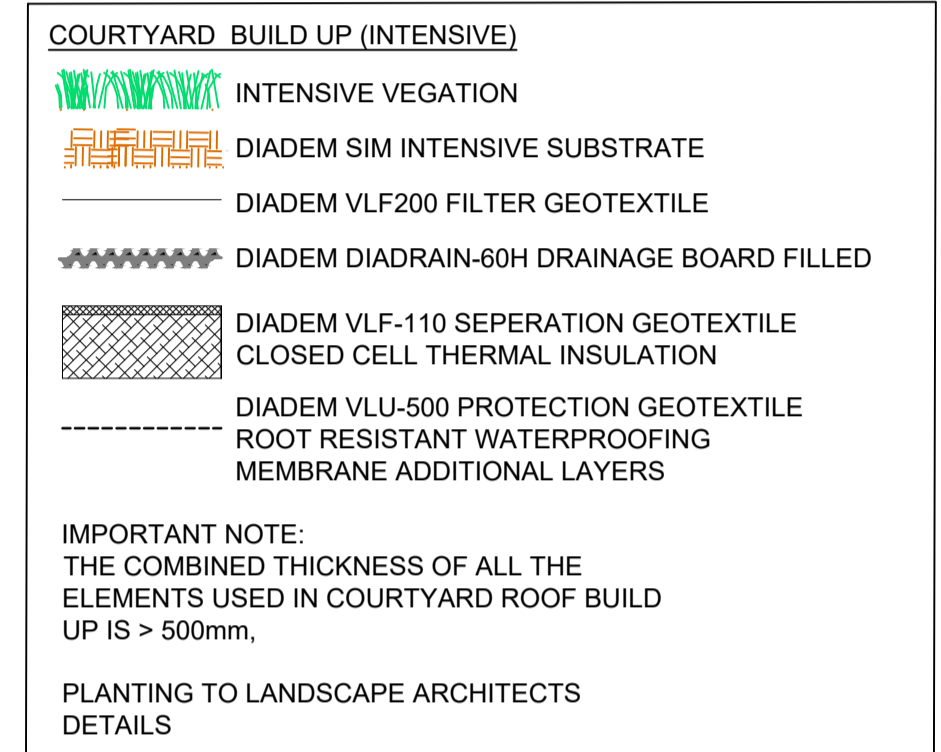 COURTYARD BUILD UP (INTENSIVE)
INTENSIVE VEGATION
DIADEM SIM INTENSIVE SUBSTRATE
DIADEM VLF200 FILTER GEOTEXTILE
DIADEM DIADRAIN-60H DRAINAGE BOARD FILLED
DIADEM VLF-110 SEPERATION GEOTEXTILE
CLOSED CELL THERMAL INSULATION
DIADEM VLU-500 PROTECTION GEOTEXTILE
ROOT RESISTANT WATERPROOFING
MEMBRANE ADDITIONAL LAYERS
IMPORTANT NOTE:
THE COMBINED THICKNESS OF ALL THE
ELEMENTS USED IN COURTYARD ROOF BUILD
UP IS > 500mm,
PLANTING TO LANDSCAPE ARCHITECTS
DETAILS